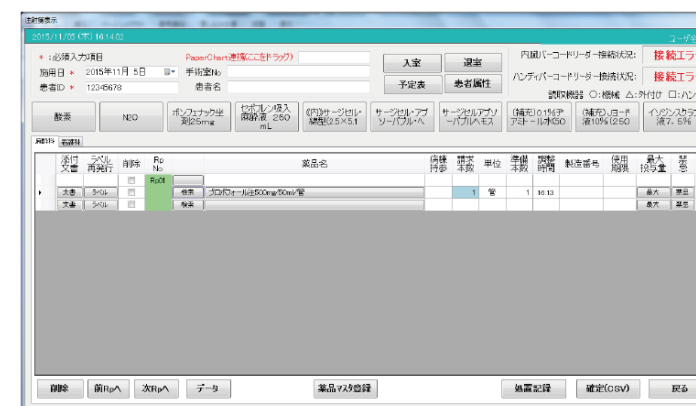 注射箋表示
2015/11/05 (木) 16:14:02
＊ :必須入力項目
PaperChart連携(ここをドラッグ)
入室
退室
内臓バーコードリーダー接続状況:
接続エラ
施用日 ＊ 2015年11月 5日
手術室No
予定表
患者属性
ハンディバーコードリーダー接続状況:
接続エラ
患者ID ＊ 12345678
患者名
読取機器 ○:機械 △:外付け □:ハン
酸素
N2O
ボンフェナック坐剤25mg
セボフレン吸入麻酔液 250mL
(円)サージセル・綿型(2.5×5.1
サージセル・アブソーバブル・ヘ
サージセルアブソーバブルヘモス
(補充)0.1%デアミトール水(50
(補充)Jヨード液10%(250
イソジンスクラブ液7.5%
麻酔科
看護科
添付文書
ラベル再発行
削除
Rp No
薬品名
病棟持参
請求本数
単位
準備本数
調整時間
製造番号
使用期限
最大投与量
禁忌
Rp01
文書
ラベル
検索
プロポフォール注500mg/50ml/管
1
管
1
16:13
最大
禁忌
文書
ラベル
検索
最大
禁忌
削除
前Rpへ
次Rpへ
データ
薬品マスタ登録
処置記録
確定(CSV)
戻る